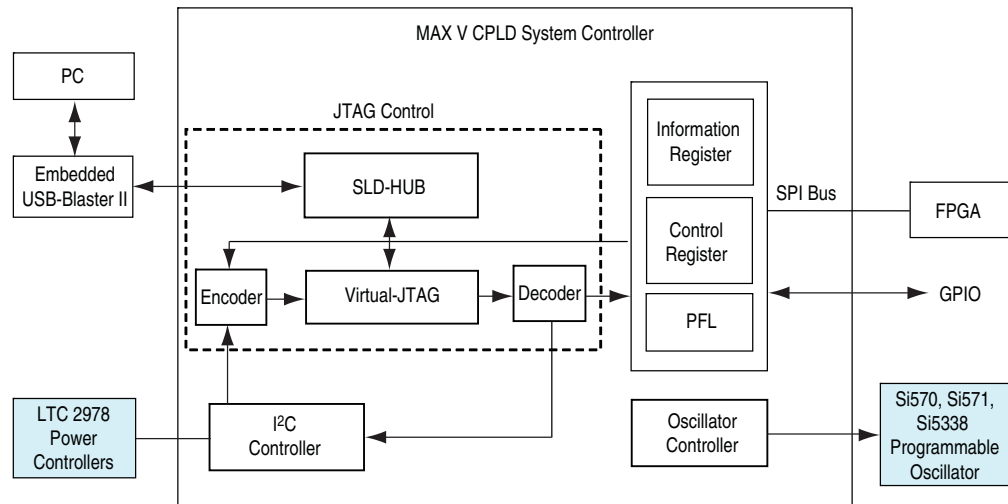 MAX V CPLD System Controller
PC
JTAG Control
Embedded
USB-Blaster II
SLD-HUB
Information
Register
SPI Bus
FPGA
Control
Register
Encoder
Virtual-JTAG
Decoder
GPIO
PFL
LTC 2978
Power
Controllers
I²C
Controller
Oscillator
Controller
Si570, Si571,
Si5338
Programmable
Oscillator